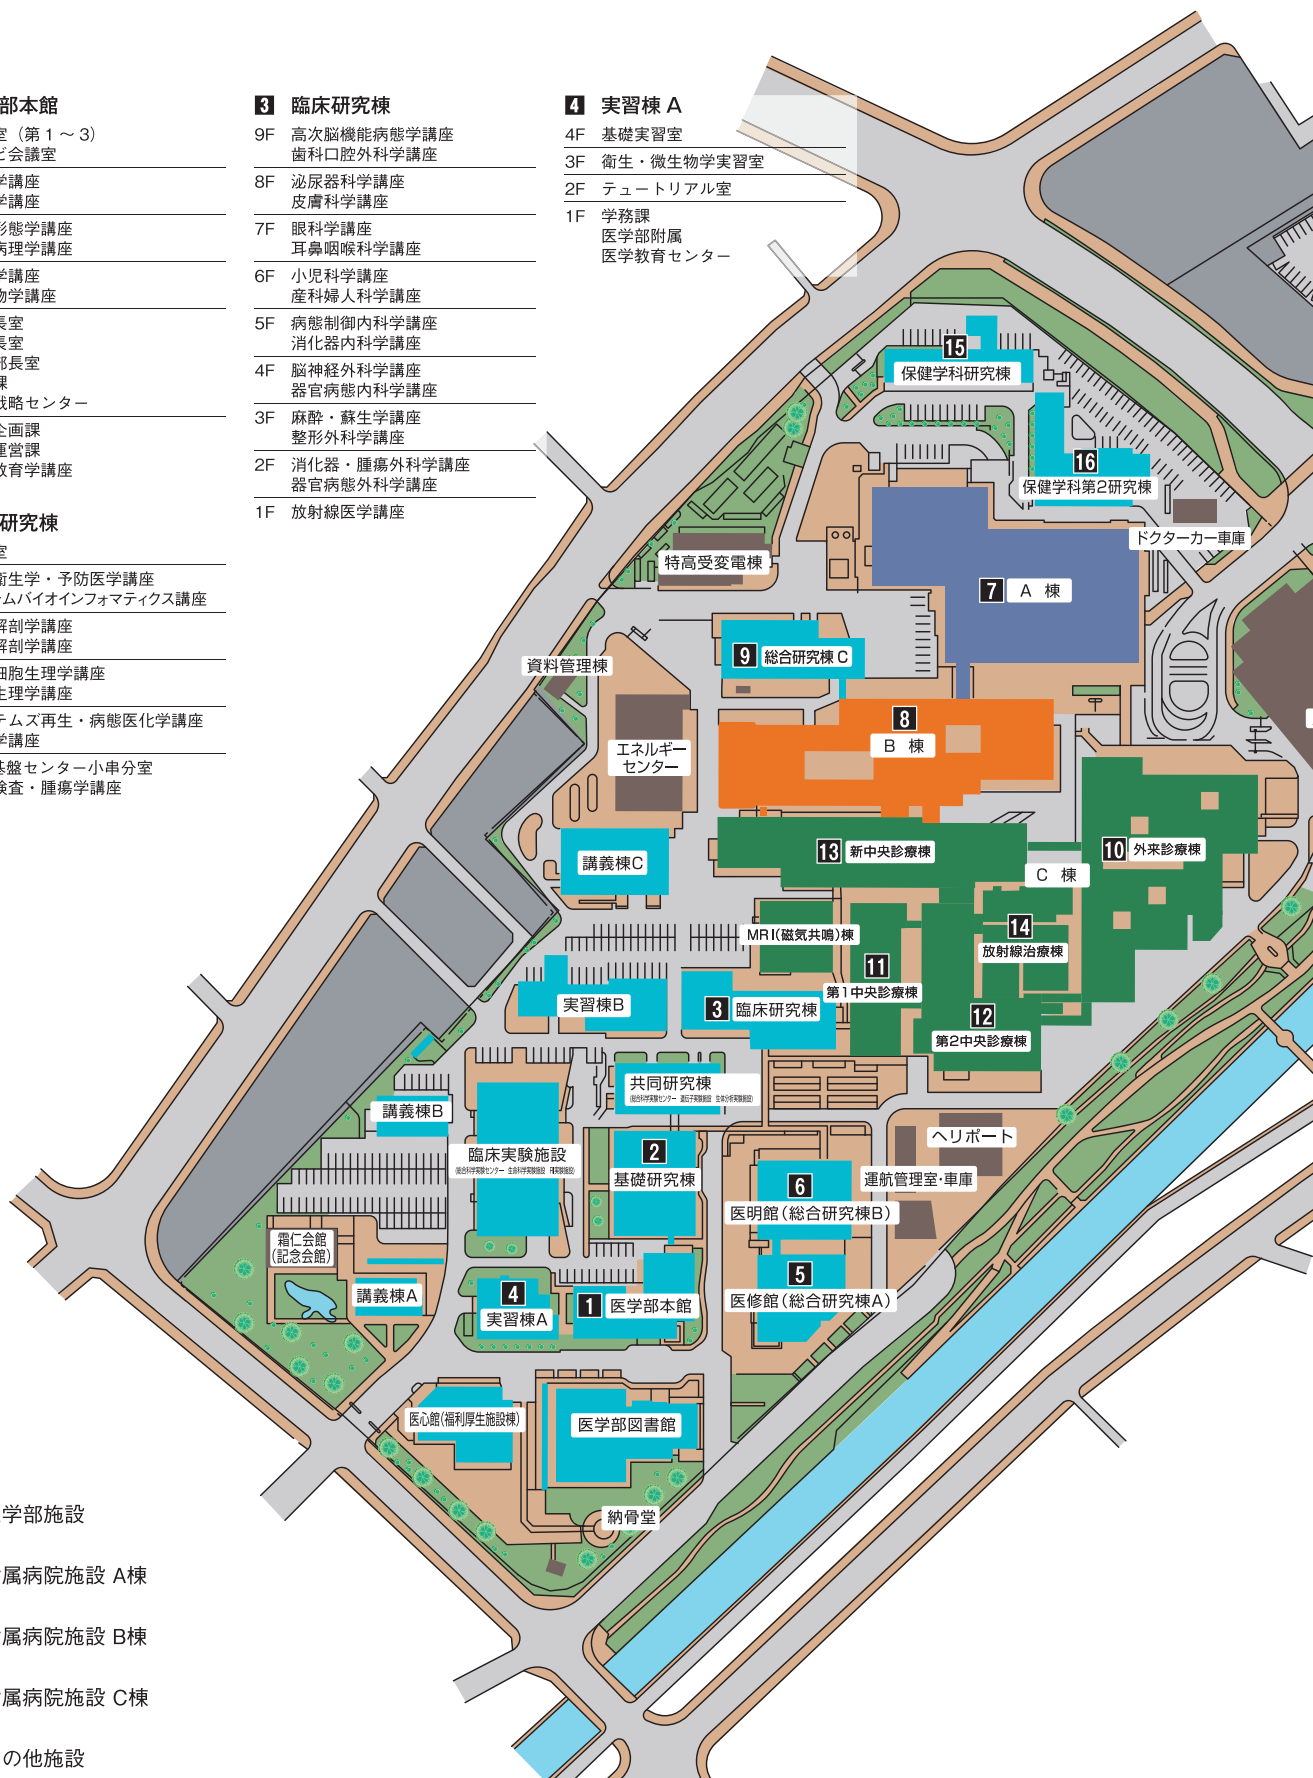 部本館
室（第1～3）
ビ会議室
学講座
学講座
形態学講座
病理学講座
学講座
物学講座
長室
長室
部長室
課
戦略センター
企画課
運営課
教育学講座
研究棟
室
衛生学・予防医学講座
ームバイオインフォマティクス講座
解剖学講座
解剖学講座
細胞生理学講座
生理学講座
テムズ再生・病態医化学講座
学講座
基盤センター小串分室
検査・腫瘍学講座
3 臨床研究棟
9F 高次脳機能病態学講座
歯科口腔外科学講座
8F 泌尿器科学講座
皮膚科学講座
7F 眼科学講座
耳鼻咽喉科学講座
6F 小児科学講座
産科婦人科学講座
5F 病態制御内科学講座
消化器内科学講座
4F 脳神経外科学講座
器官病態内科学講座
3F 麻酔・蘇生学講座
整形外科学講座
2F 消化器・腫瘍外科学講座
器官病態外科学講座
1F 放射線医学講座
4 実習棟 A
4F 基礎実習室
3F 衛生・微生物学実習室
2F テュートリアル室
1F 学務課
医学部附属
医学教育センター
15
保健学科研究棟
16
保健学科第2研究棟
ドクターカー車庫
特高受変電棟
7 A 棟
9 総合研究棟 C
資料管理棟
8
B 棟
エネルギー
センター
13 新中央診療棟
10 外来診療棟
C 棟
講義棟C
MRI(磁気共鳴)棟
14
放射線治療棟
11
第1中央診療棟
実習棟B
3 臨床研究棟
12
第2中央診療棟
共同研究棟
(総合科学実験センター 遺伝子実験施設 生体分析実験施設)
講義棟B
ヘリポート
臨床実験施設
2
基礎研究棟
運航管理室・車庫
6
医明館(総合研究棟B)
霜仁会館
(記念会館)
講義棟A
4
実習棟A
1 医学部本館
5
医修館(総合研究棟A)
医心館(福利厚生施設棟)
医学部図書館
納骨堂
学部施設
属病院施設 A棟
属病院施設 B棟
属病院施設 C棟
の他施設